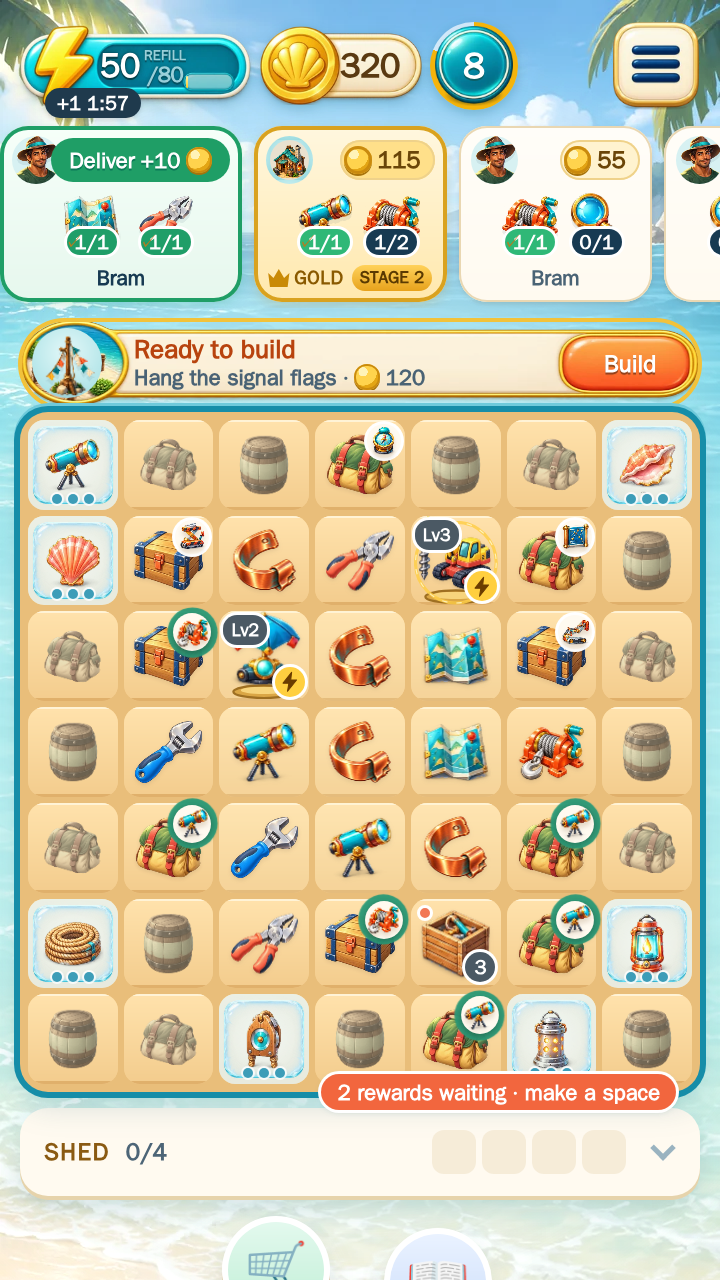 50
REFILL
/80
+1 1:57
320
8
Deliver +10
1/1
1/1
Bram
115
1/1
1/2
GOLD
STAGE 2
55
1/1
0/1
Bram
Ready to build
Hang the signal flags · 120
Build
Lv3
Lv2
3
2 rewards waiting · make a space
SHED 0/4